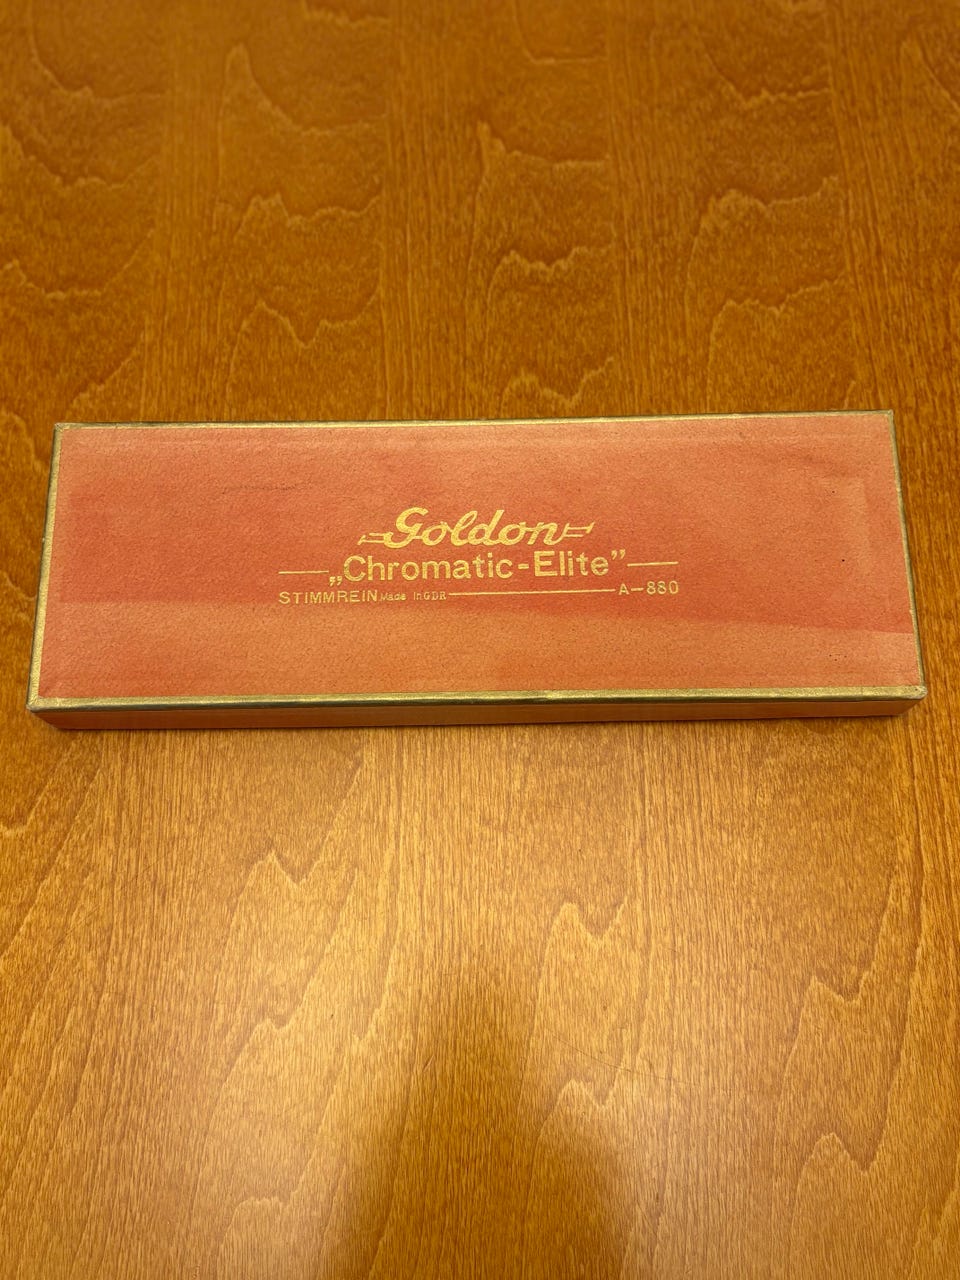 Goldon
„Chromatic-Elite”
STIMMREIN Made in GDR A-880